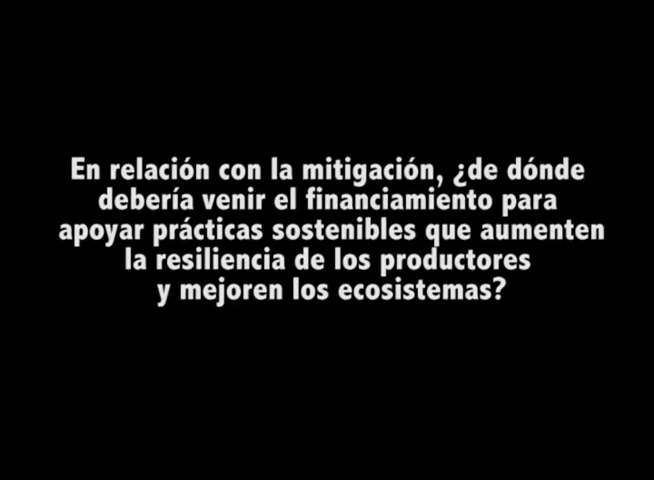 En relación con la mitigación, ¿de dónde
debería venir el financiamiento para
apoyar prácticas sostenibles que aumenten
la resiliencia de los productores
y mejoren los ecosistemas?